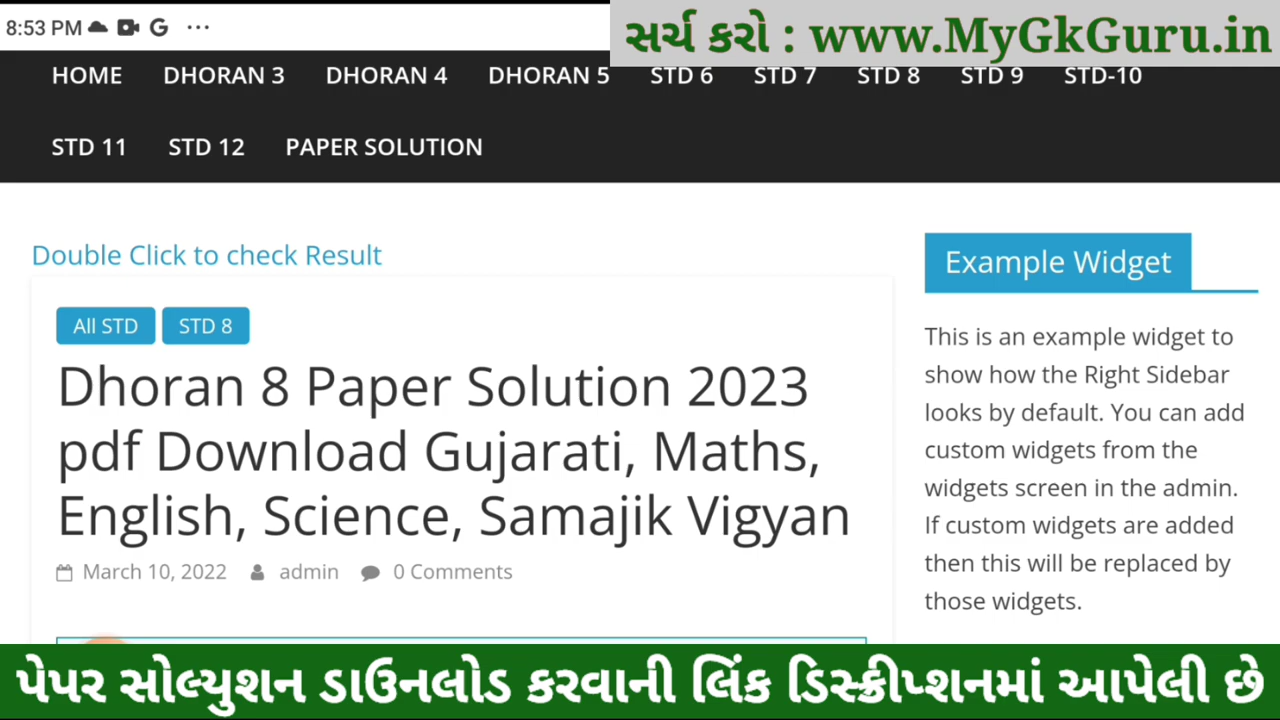 8:53 PM
સર્ચ કરો : www.MyGkGuru.in
HOME DHORAN 3 DHORAN 4 DHORAN 5 STD 6 STD 7 STD 8 STD 9 STD-10
STD 11 STD 12 PAPER SOLUTION
Double Click to check Result
All STD STD 8
Dhoran 8 Paper Solution 2023
pdf Download Gujarati, Maths,
English, Science, Samajik Vigyan
March 10, 2022 admin 0 Comments
Example Widget
This is an example widget to
show how the Right Sidebar
looks by default. You can add
custom widgets from the
widgets screen in the admin.
If custom widgets are added
then this will be replaced by
those widgets.
પેપર સોલ્યુશન ડાઉનલોડ કરવાની લિંક ડિસ્ક્રીપ્શનમાં આપેલી છે